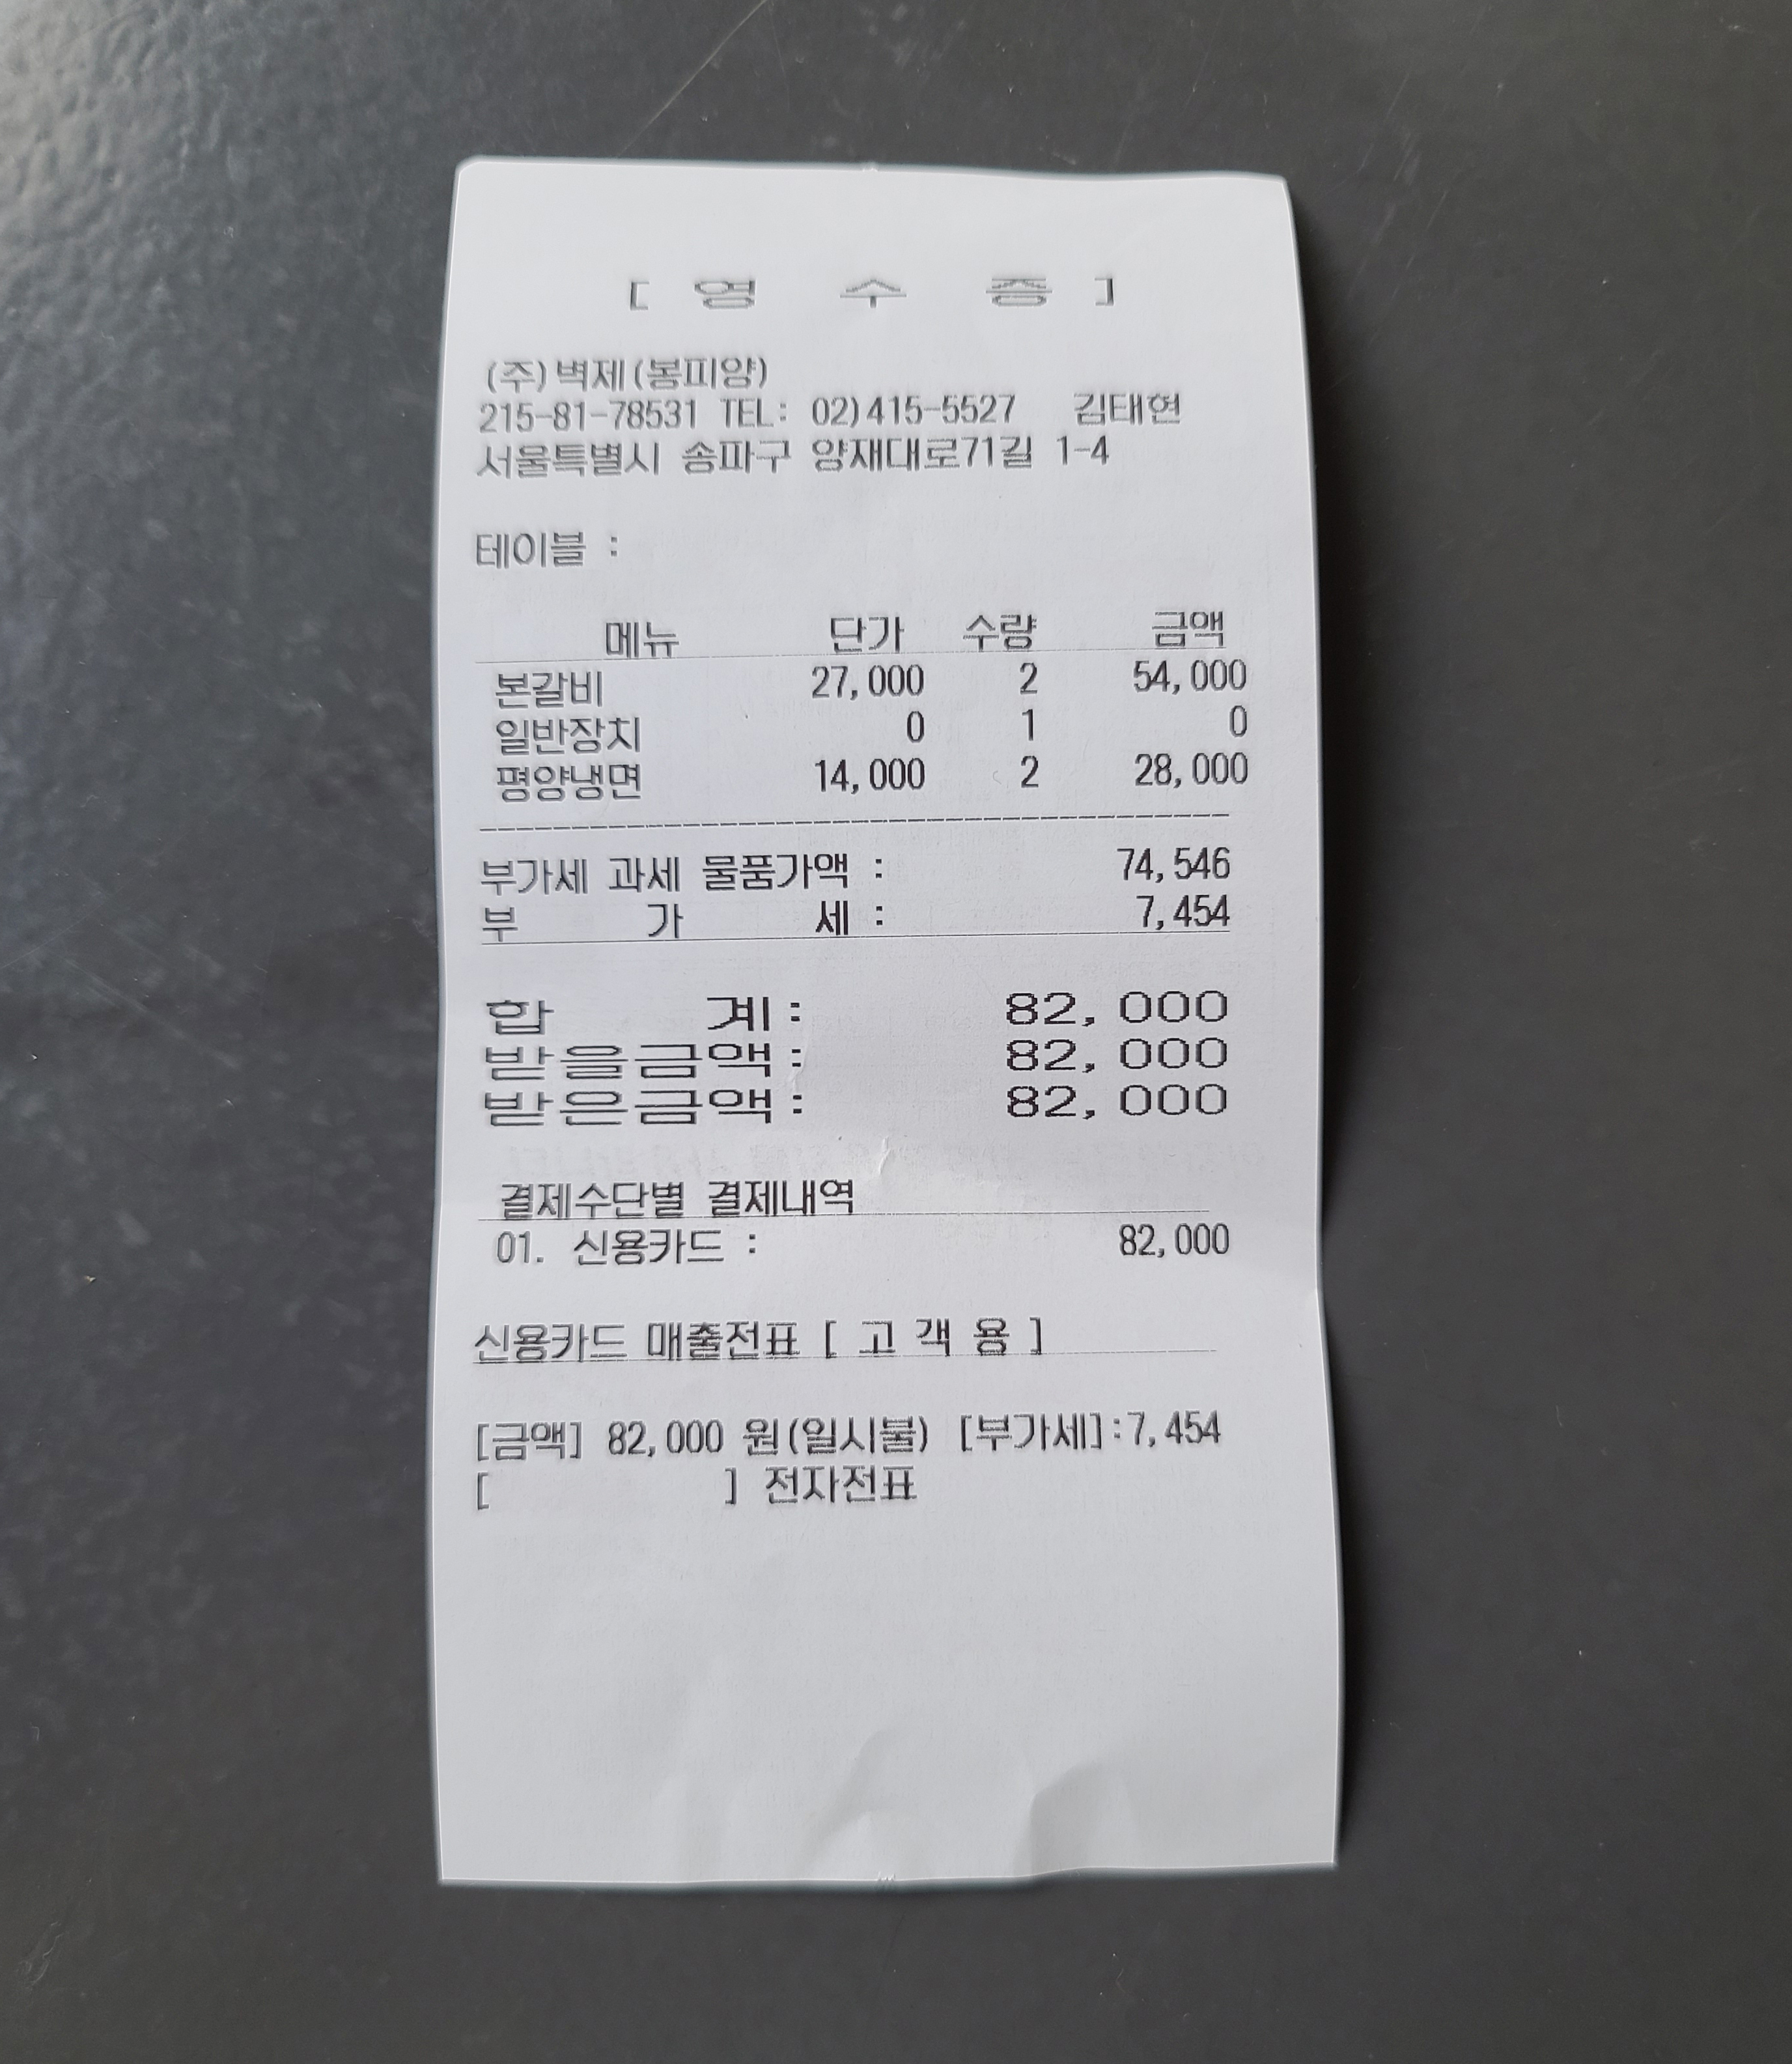 [ 영 수 증 ]
(주)벽제(봉피양)
215-81-78531 TEL: 02)415-5527 김태현
서울특별시 송파구 양재대로71길 1-4
테이블 :
메뉴 단가 수량 금액
본갈비 27,000 2 54,000
일반장치 0 1 0
평양냉면 14,000 2 28,000
부가세 과세 물품가액 : 74,546
부 가 세 : 7,454
합 계: 82,000
받을금액: 82,000
받은금액: 82,000
결제수단별 결제내역
01. 신용카드 : 82,000
신용카드 매출전표 [ 고 객 용 ]
[금액] 82,000 원(일시불) [부가세]:7,454
[ ] 전자전표